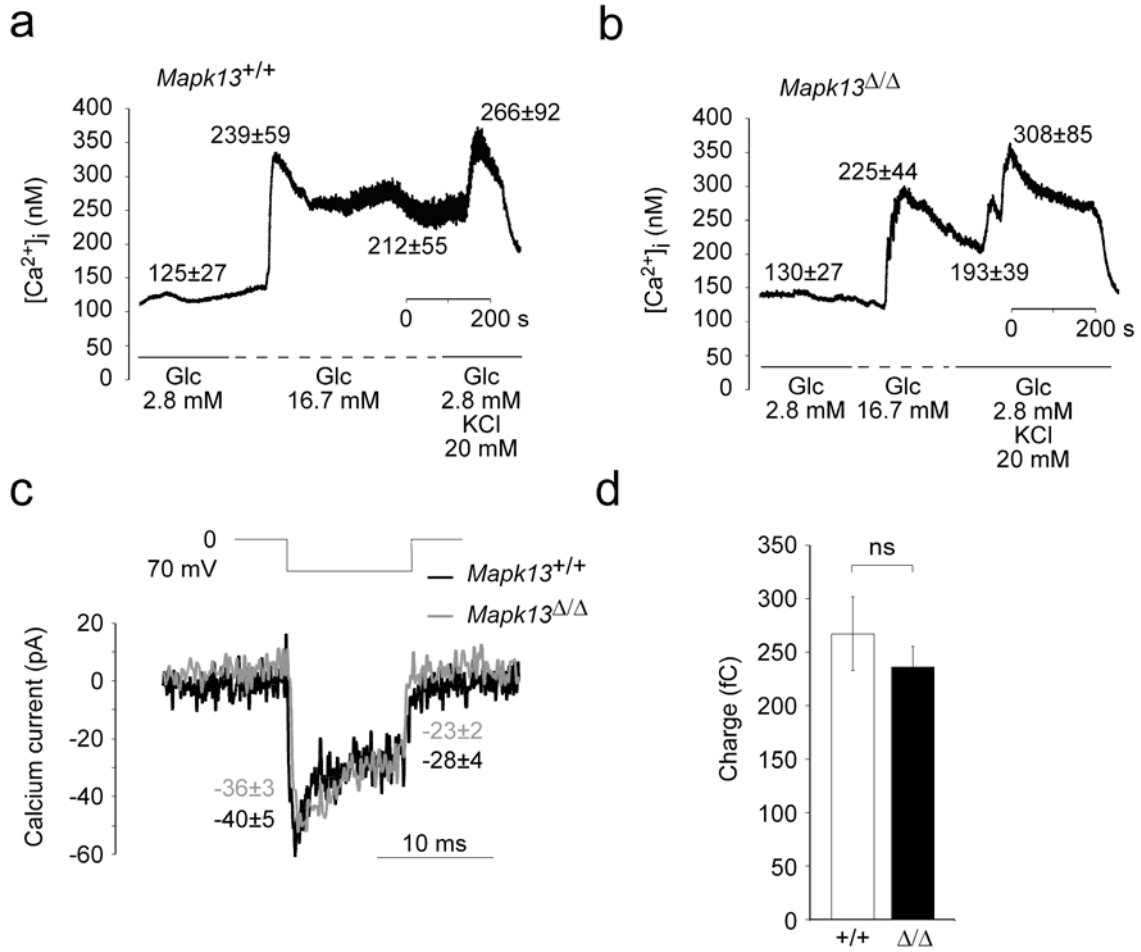 a
Mapk13+/+
[Ca2+]i (nM)
400
350
300
250
200
150
100
50
0
125±27
239±59
212±55
266±92
0 200 s
Glc
2.8 mM
Glc
16.7 mM
Glc
2.8 mM
KCl
20 mM
b
Mapk13Δ/Δ
[Ca2+]i (nM)
400
350
300
250
200
150
100
50
0
130±27
225±44
193±39
308±85
0 200 s
Glc
2.8 mM
Glc
16.7 mM
Glc
2.8 mM
KCl
20 mM
c
0
70 mV
Mapk13+/+
Mapk13Δ/Δ
Calcium current (pA)
20
0
-20
-40
-60
-36±3
-40±5
-23±2
-28±4
10 ms
d
Charge (fC)
350
300
250
200
150
100
50
0
ns
+/+ Δ/Δ